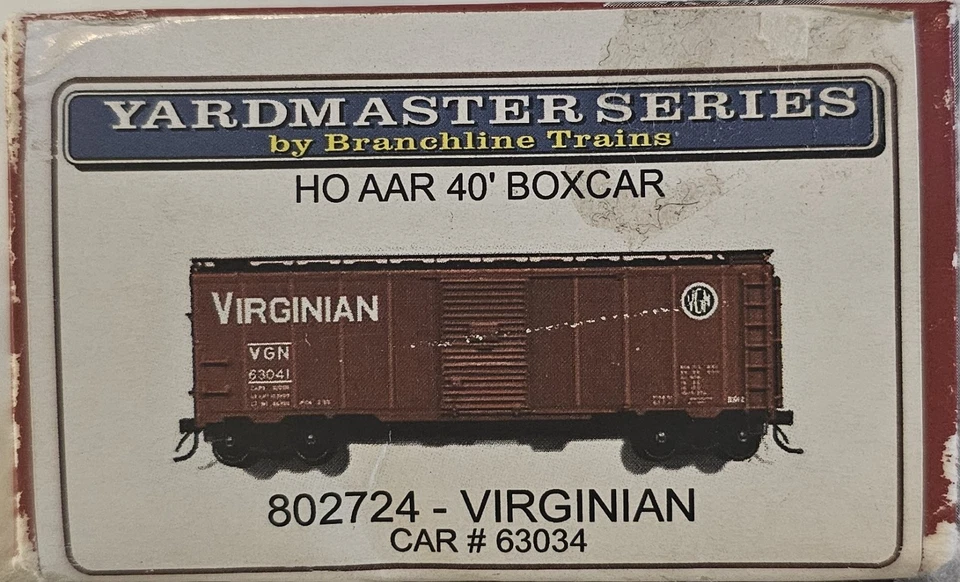 YARDMASTER SERIES
by Branchline Trains
HO AAR 40' BOXCAR
VIRGINIAN
VGN
VGN
63041
802724 - VIRGINIAN
CAR # 63034